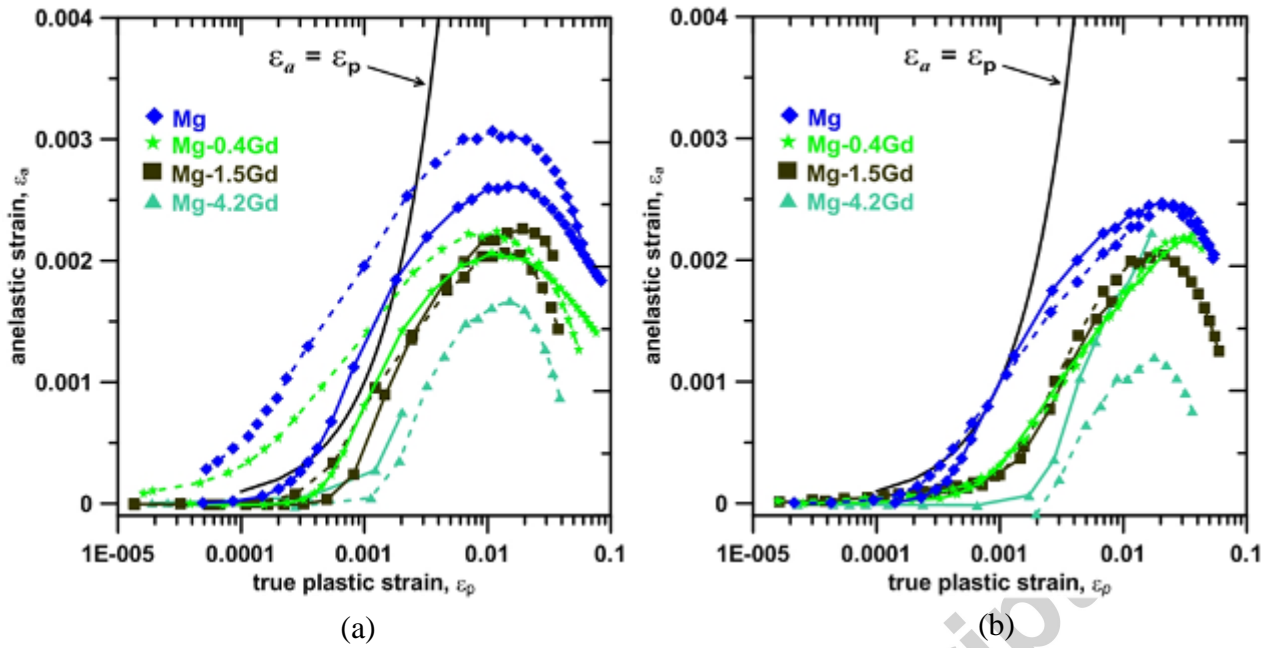 0.004
0.003
0.002
0.001
0
anelastic strain, εa
εa = εp
Mg
Mg-0.4Gd
Mg-1.5Gd
Mg-4.2Gd
1E-005 0.0001 0.001 0.01 0.1
true plastic strain, εp
(a)
0.004
0.003
0.002
0.001
0
anelastic strain, εa
εa = εp
Mg
Mg-0.4Gd
Mg-1.5Gd
Mg-4.2Gd
1E-005 0.0001 0.001 0.01 0.1
true plastic strain, εp
(b)